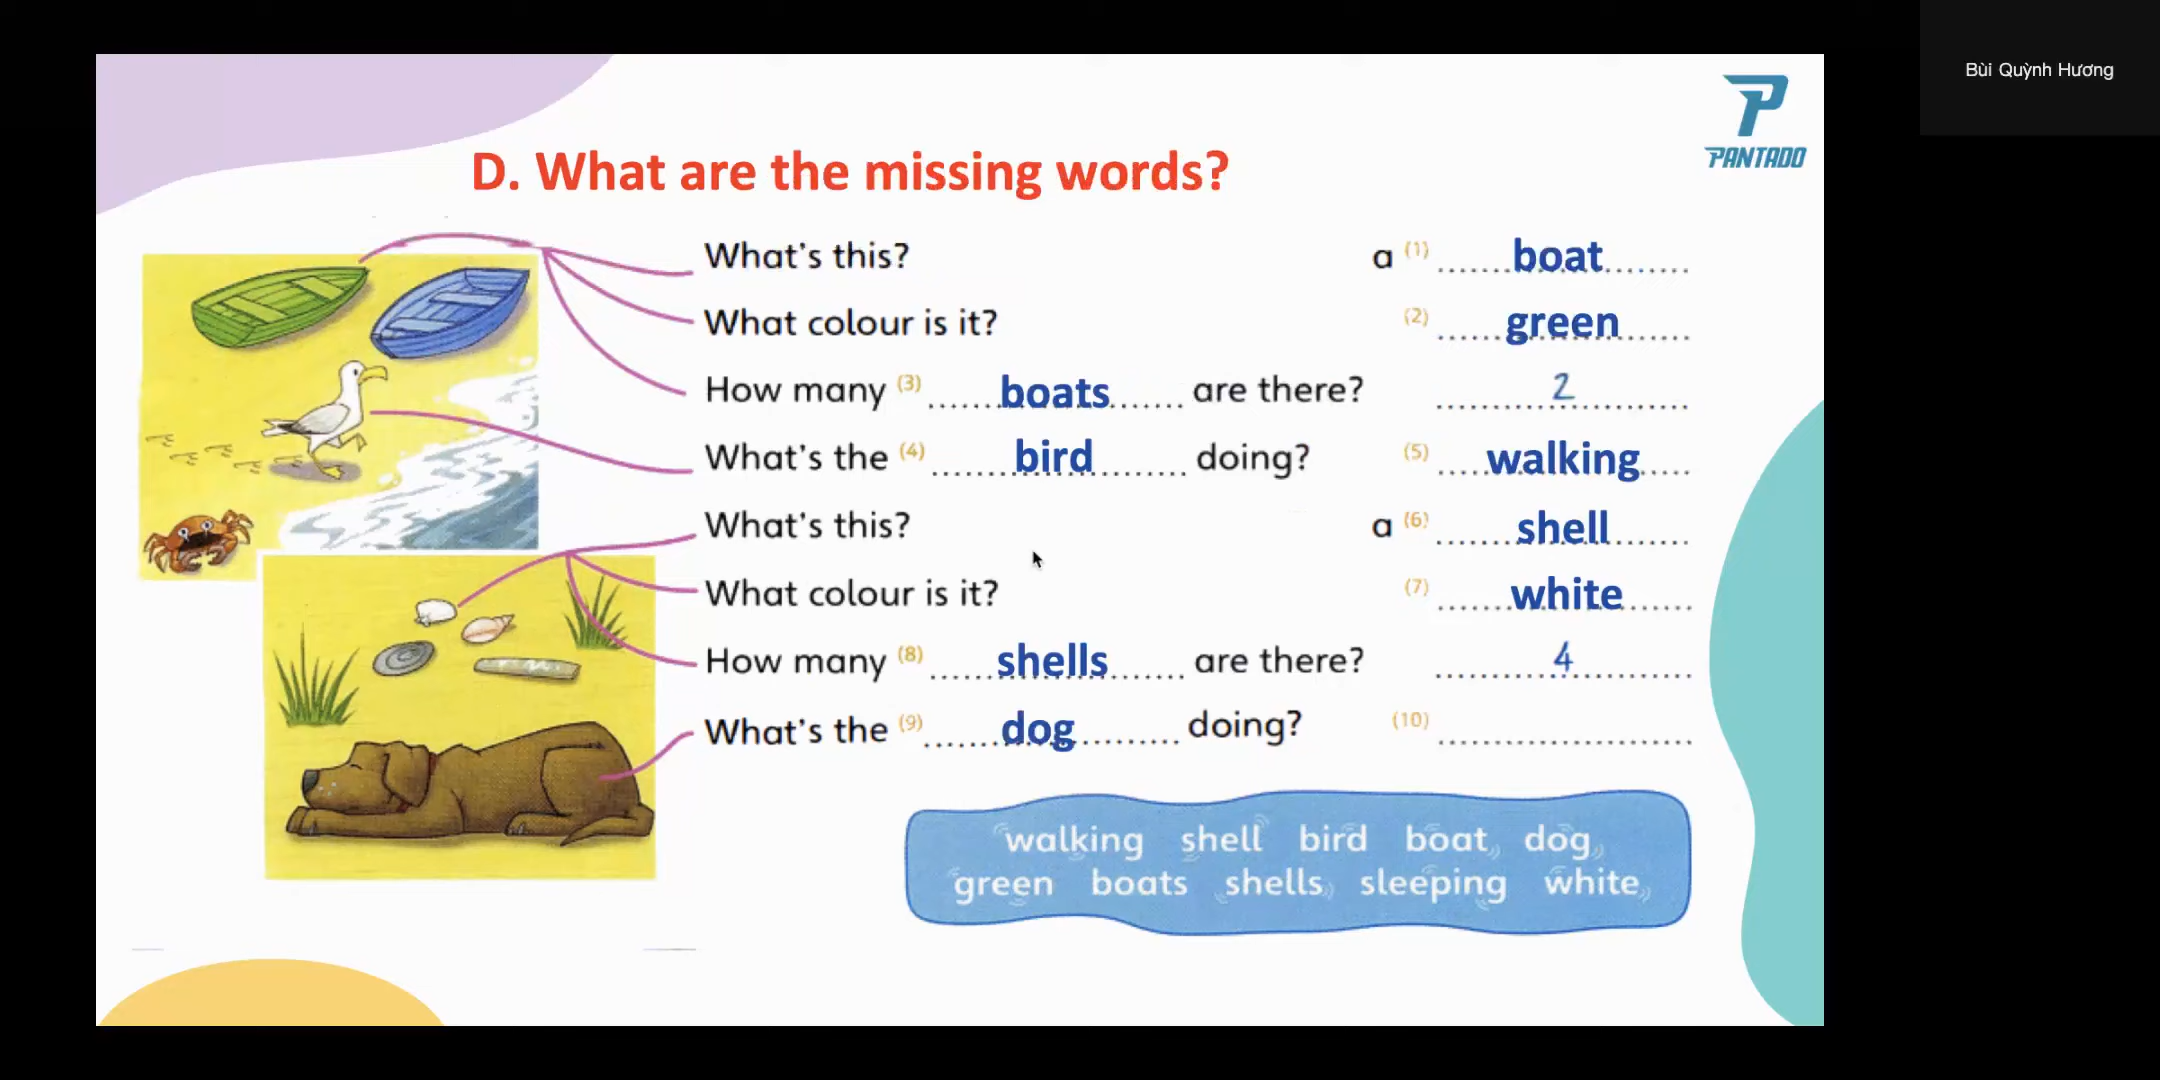 Bùi Quỳnh Hương
PANTADO
D. What are the missing words?
What's this? a (1) ......boat......
What colour is it? (2) ......green......
How many (3) ......boats...... are there? ......2......
What's the (4) ......bird...... doing? (5) ......walking......
What's this? a (6) ......shell......
What colour is it? (7) ......white......
How many (8) ......shells...... are there? ......4......
What's the (9) ......dog...... doing? (10) ............
walking shell bird boat dog
green boats shells sleeping white